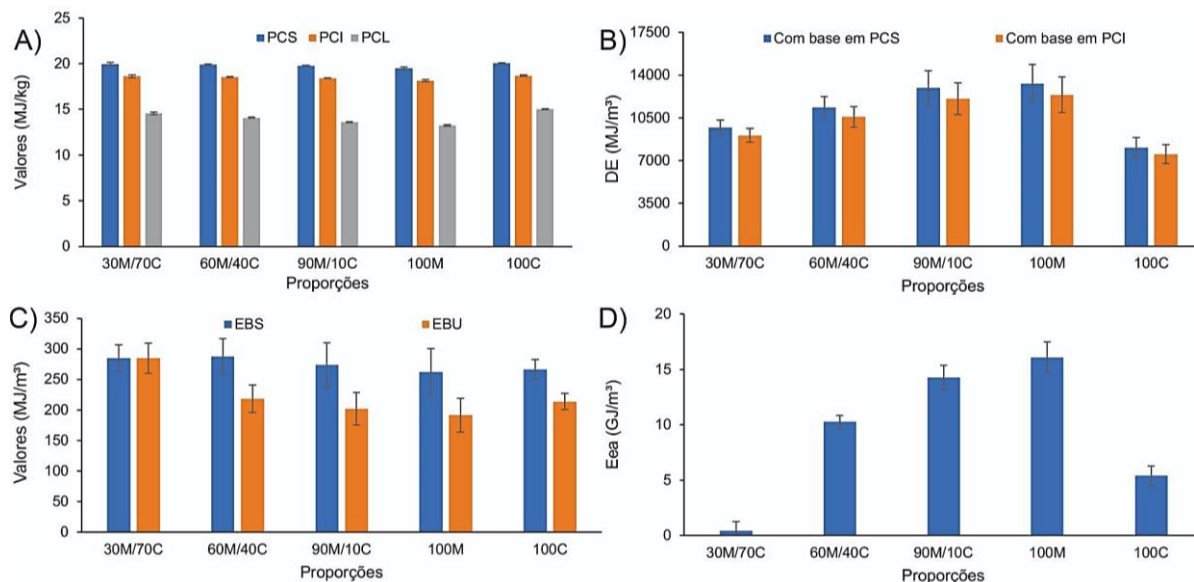 A)
Valores (MJ/kg)
25
20
15
10
5
0
PCS PCI PCL
30M/70C 60M/40C 90M/10C 100M 100C
Proporções
B)
DE (MJ/m³)
17500
14000
10500
7000
3500
0
Com base em PCS Com base em PCI
30M/70C 60M/40C 90M/10C 100M 100C
Proporções
C)
Valores (MJ/m³)
350
300
250
200
150
100
50
0
EBS EBU
30M/70C 60M/40C 90M/10C 100M 100C
Proporções
D)
Eea (GJ/m³)
20
15
10
5
0
30M/70C 60M/40C 90M/10C 100M 100C
Proporções